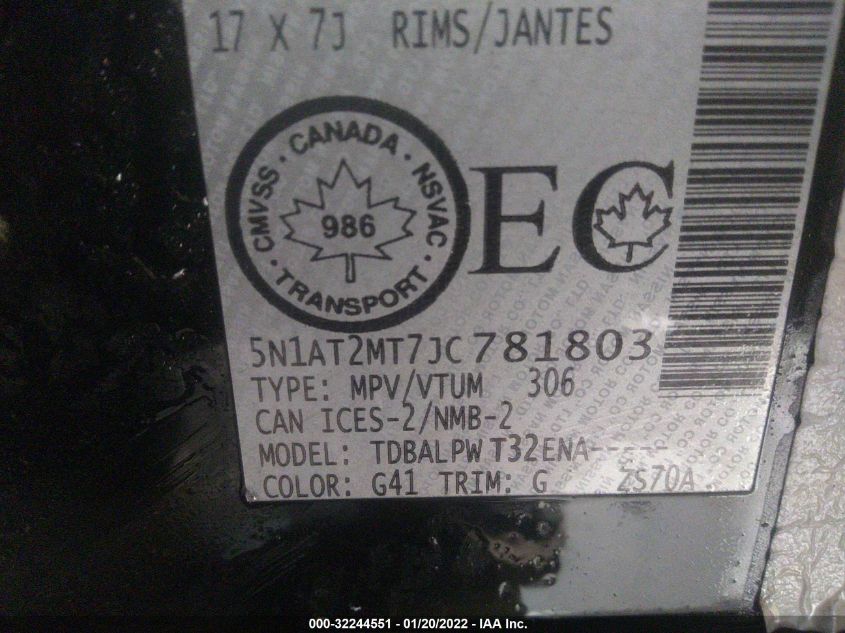 17 X 7J RIMS/JANTES
CMVSS · CANADA · NSVAC · TRANSPORT ·
986
EC
5N1AT2MT7JC781803
TYPE: MPV/VTUM 306
CAN ICES-2/NMB-2
MODEL: TDBALPW T32ENA-----
COLOR: G41 TRIM: G ZS70A
000-32244551 - 01/20/2022 - IAA Inc.